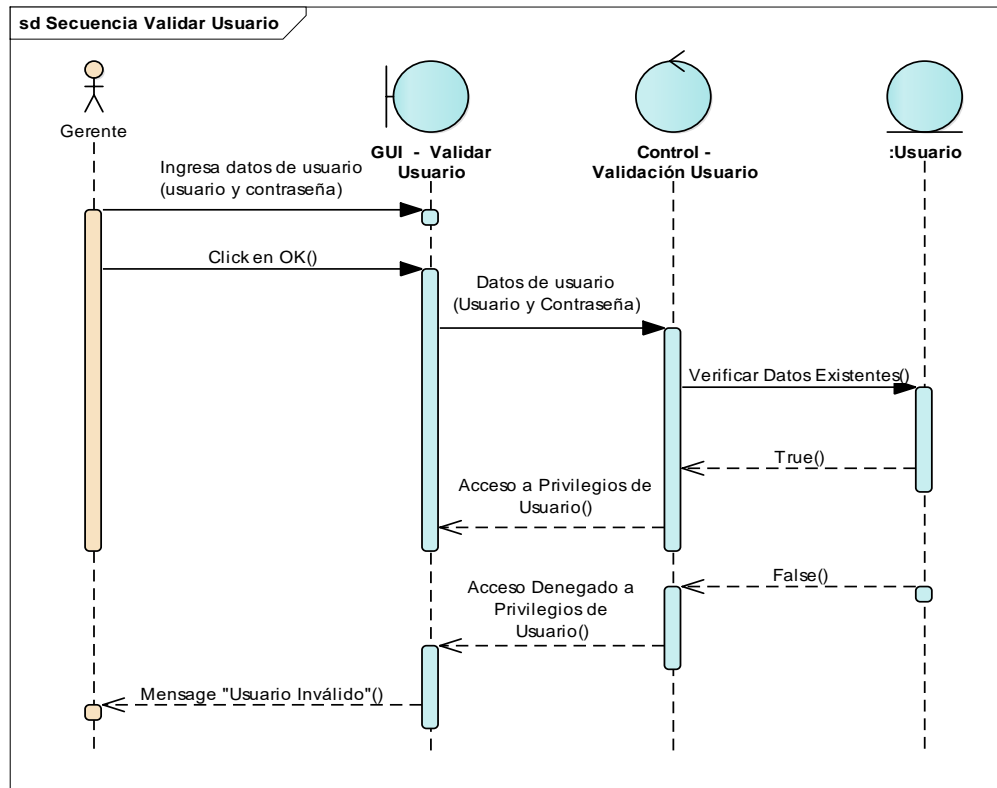 sd Secuencia Validar Usuario
Gerente
GUI - Validar
Usuario
Control -
Validación Usuario
:Usuario
Ingresa datos de usuario
(usuario y contraseña)
Click en OK()
Datos de usuario
(Usuario y Contraseña)
Verificar Datos Existentes()
True()
Acceso a Privilegios de
Usuario()
False()
Acceso Denegado a
Privilegios de
Usuario()
Mensage "Usuario Inválido"()